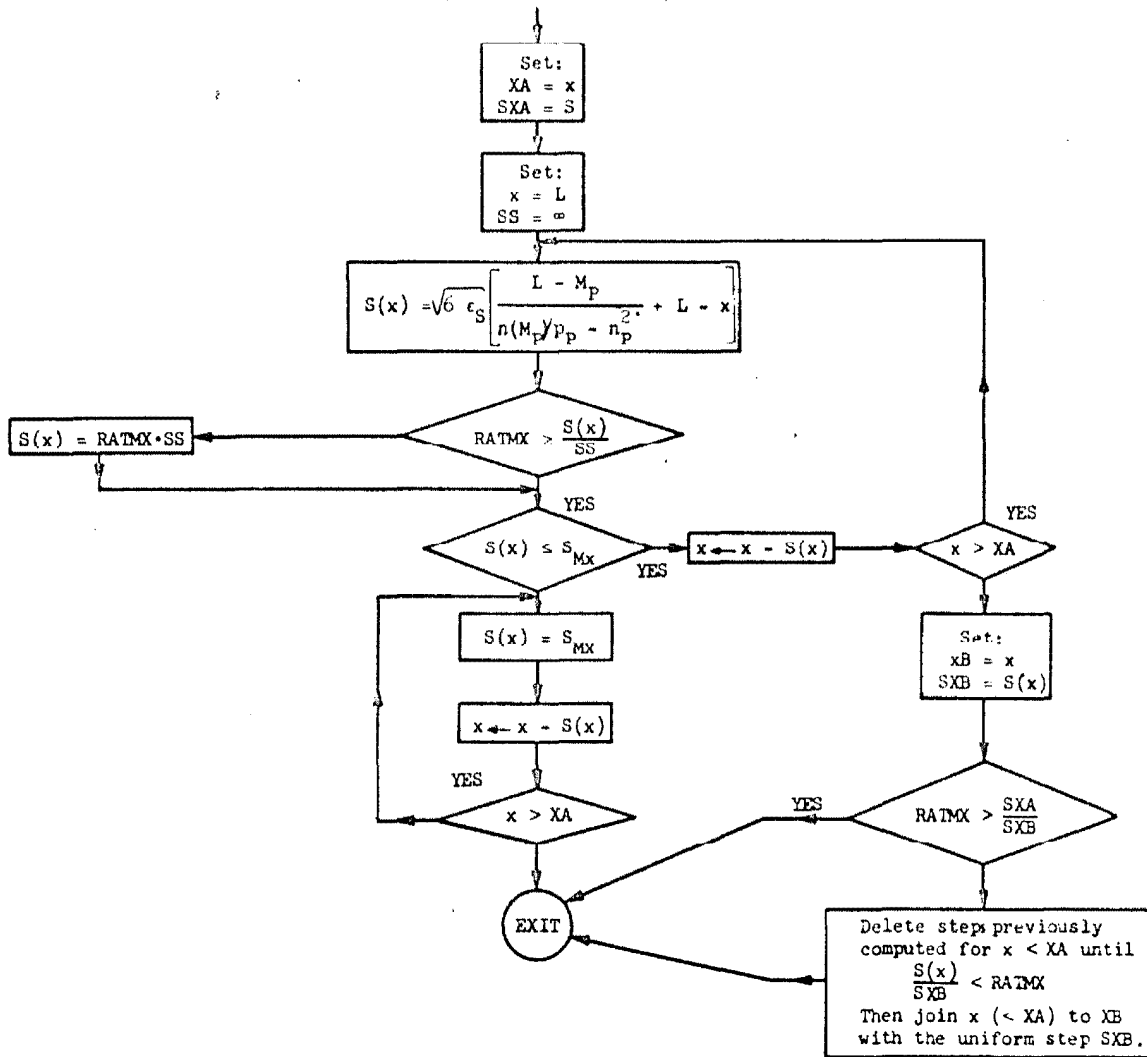 Set:
XA = x
SXA = S
Set:
x = L
SS = ∞
S(x) = √6 ε_S [ (L - M_p) / (n(M_p)/p_p - n_p^2) + L - x ]
RATMX > S(x)/SS
S(x) = RATMX·SS
YES
S(x) ≤ S_Mx
YES
x ← x - S(x)
x > XA
YES
S(x) = S_Mx
x ← x - S(x)
YES
x > XA
Set:
xB = x
SXB = S(x)
RATMX > SXA/SXB
YES
EXIT
Delete steps previously
computed for x < XA until
S(x)/SXB < RATMX
Then join x (< XA) to XB
with the uniform step SXB.